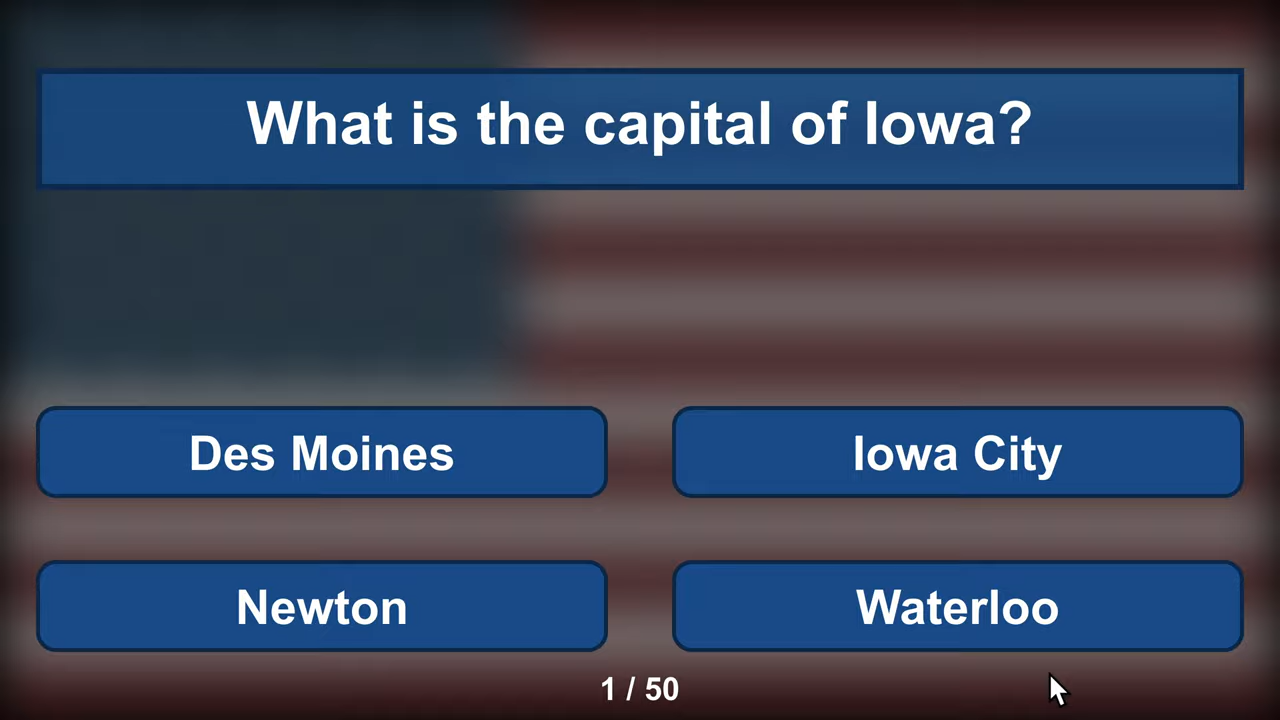 What is the capital of Iowa?
Des Moines
Iowa City
Newton
Waterloo
1 / 50